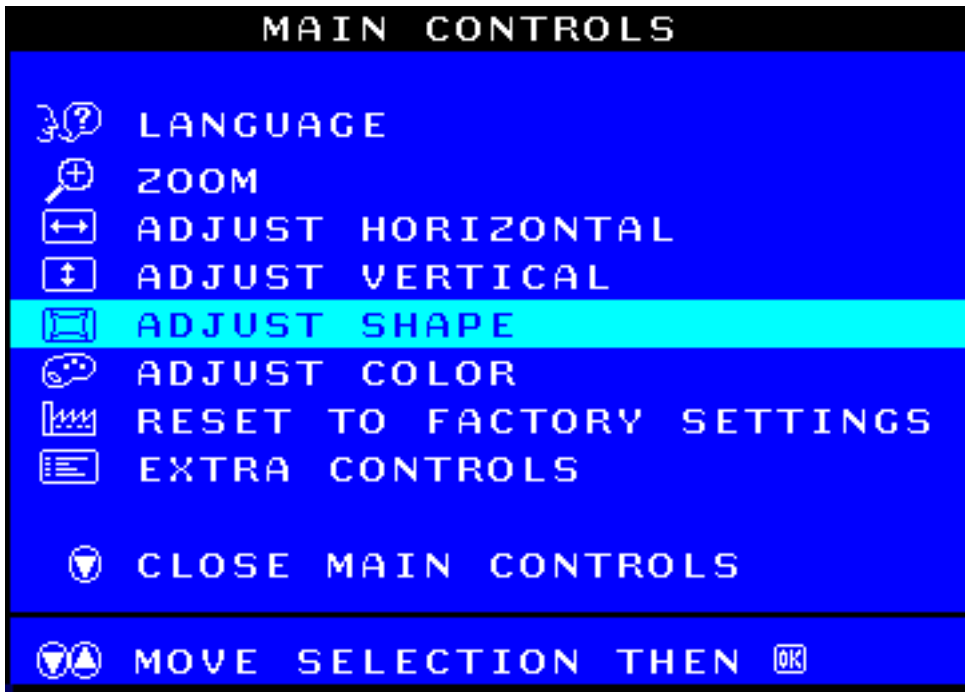 MAIN CONTROLS
LANGUAGE
ZOOM
ADJUST HORIZONTAL
ADJUST VERTICAL
ADJUST SHAPE
ADJUST COLOR
RESET TO FACTORY SETTINGS
EXTRA CONTROLS
CLOSE MAIN CONTROLS
MOVE SELECTION THEN OK